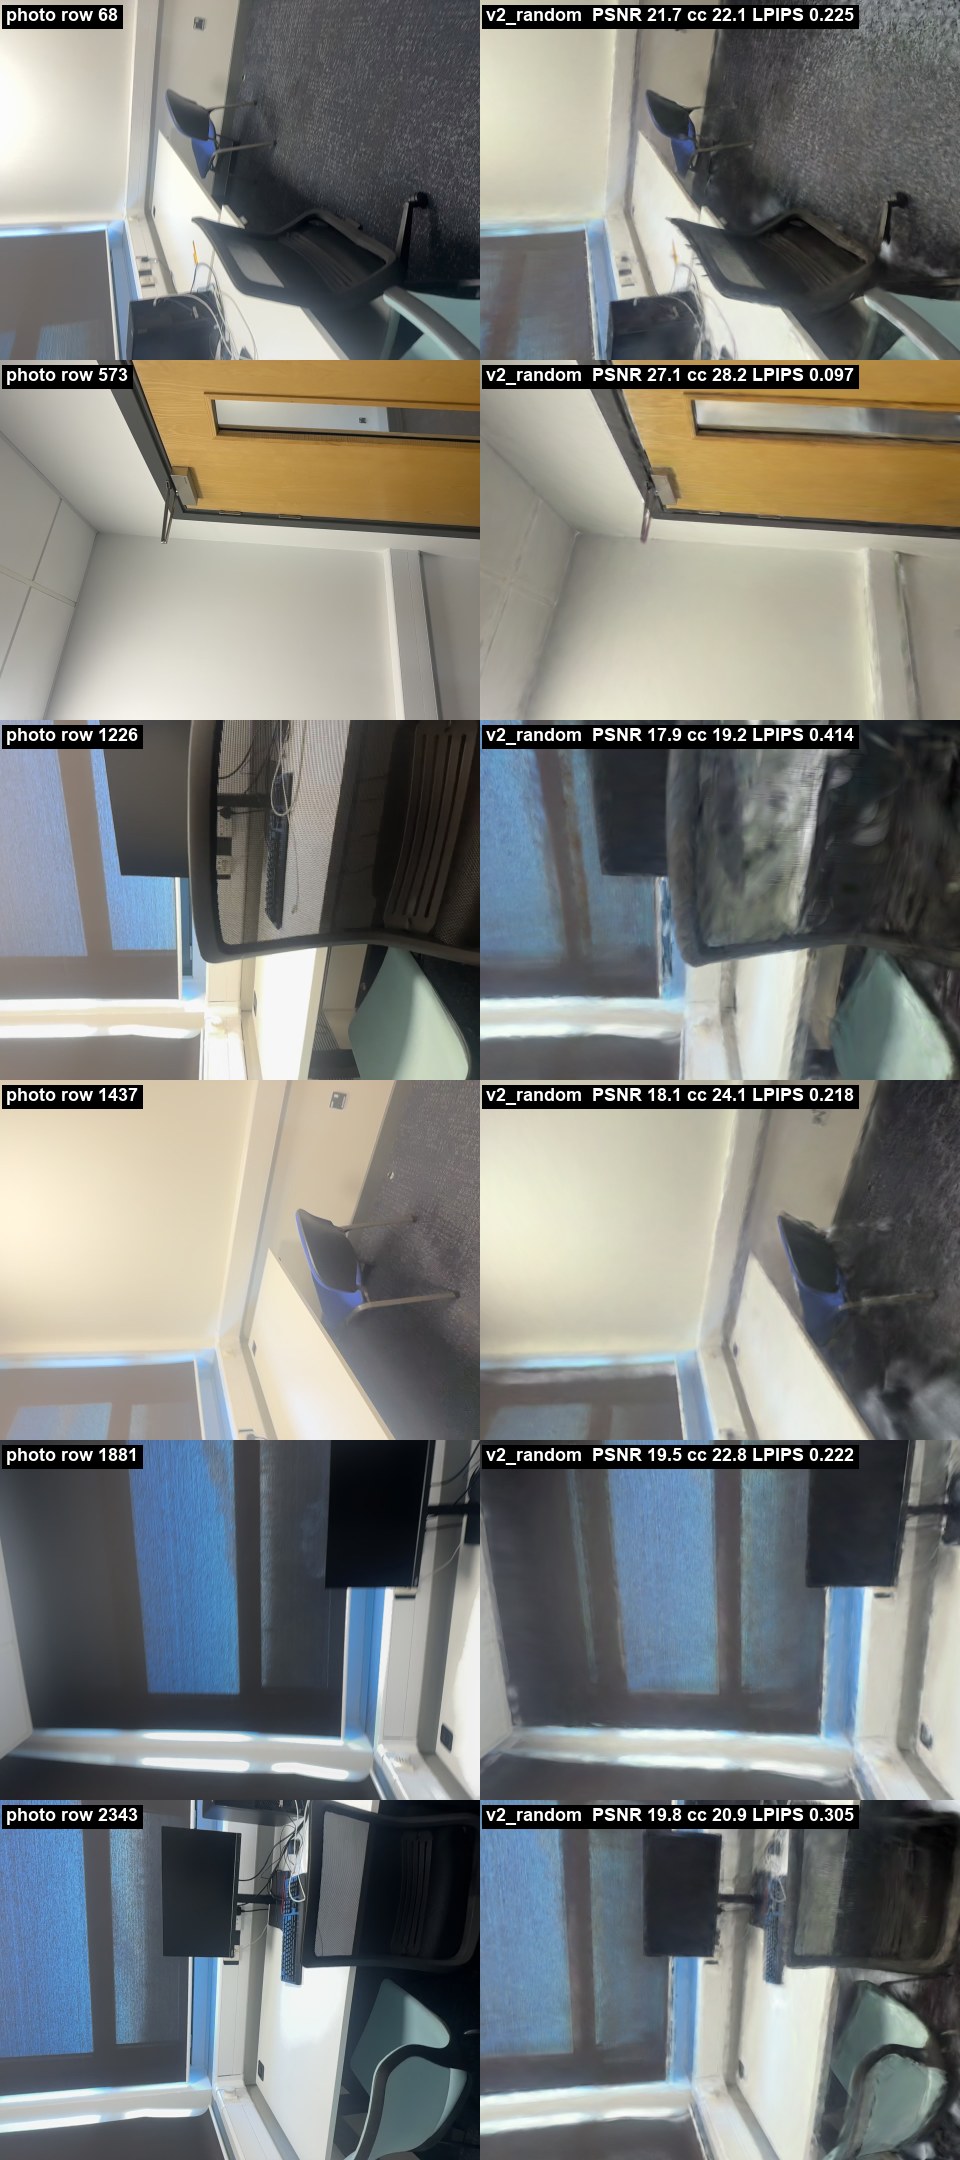 photo row 68
v2_random PSNR 21.7 cc 22.1 LPIPS 0.225
photo row 573
v2_random PSNR 27.1 cc 28.2 LPIPS 0.097
photo row 1226
v2_random PSNR 17.9 cc 19.2 LPIPS 0.414
photo row 1437
v2_random PSNR 18.1 cc 24.1 LPIPS 0.218
photo row 1881
v2_random PSNR 19.5 cc 22.8 LPIPS 0.222
photo row 2343
v2_random PSNR 19.8 cc 20.9 LPIPS 0.305